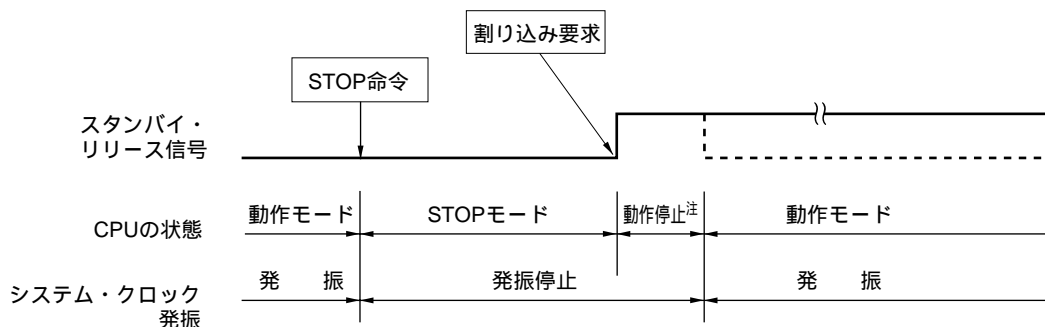 割り込み要求
STOP命令
スタンバイ・
リリース信号
CPUの状態
動作モード
STOPモード
動作停止注
動作モード
システム・クロック
発振
発 振
発振停止
発 振